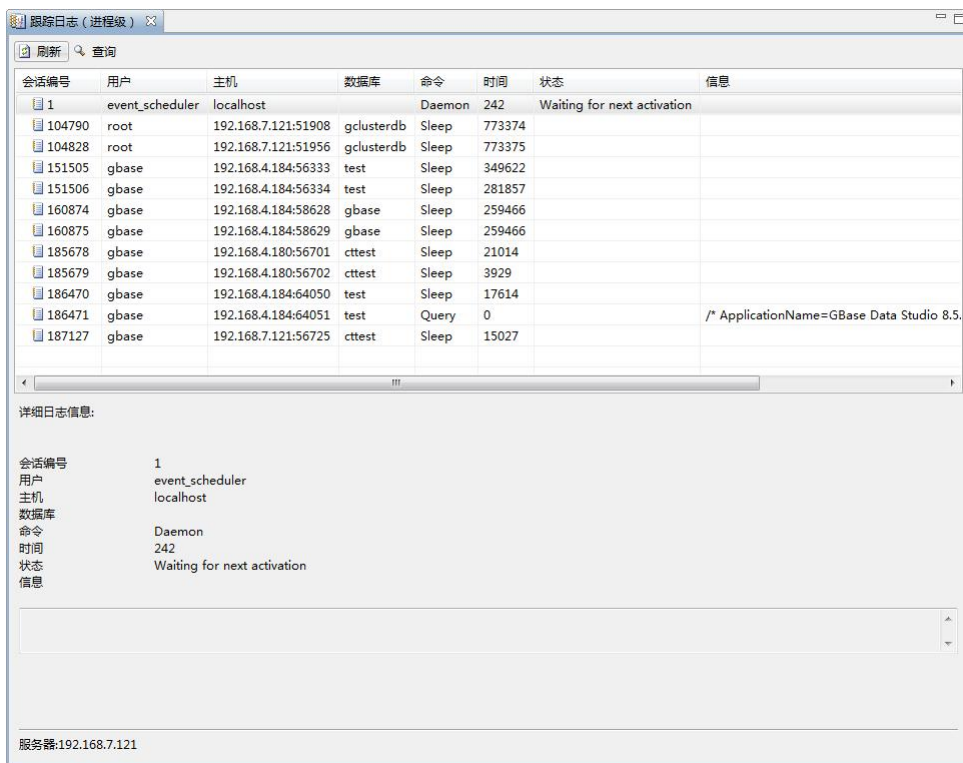 跟踪日志（进程级）
刷新 查询
会话编号 用户 主机 数据库 命令 时间 状态 信息
1 event_scheduler localhost Daemon 242 Waiting for next activation
104790 root 192.168.7.121:51908 gclusterdb Sleep 773374
104828 root 192.168.7.121:51956 gclusterdb Sleep 773375
151505 gbase 192.168.4.184:56333 test Sleep 349622
151506 gbase 192.168.4.184:56334 test Sleep 281857
160874 gbase 192.168.4.184:58628 gbase Sleep 259466
160875 gbase 192.168.4.184:58629 gbase Sleep 259466
185678 gbase 192.168.4.180:56701 cttest Sleep 21014
185679 gbase 192.168.4.180:56702 cttest Sleep 3929
186470 gbase 192.168.4.184:64050 test Sleep 17614
186471 gbase 192.168.4.184:64051 test Query 0 /* ApplicationName=GBase Data Studio 8.5.
187127 gbase 192.168.7.121:56725 cttest Sleep 15027
详细日志信息:
会话编号 1
用户 event_scheduler
主机 localhost
数据库
命令 Daemon
时间 242
状态 Waiting for next activation
信息
服务器:192.168.7.121